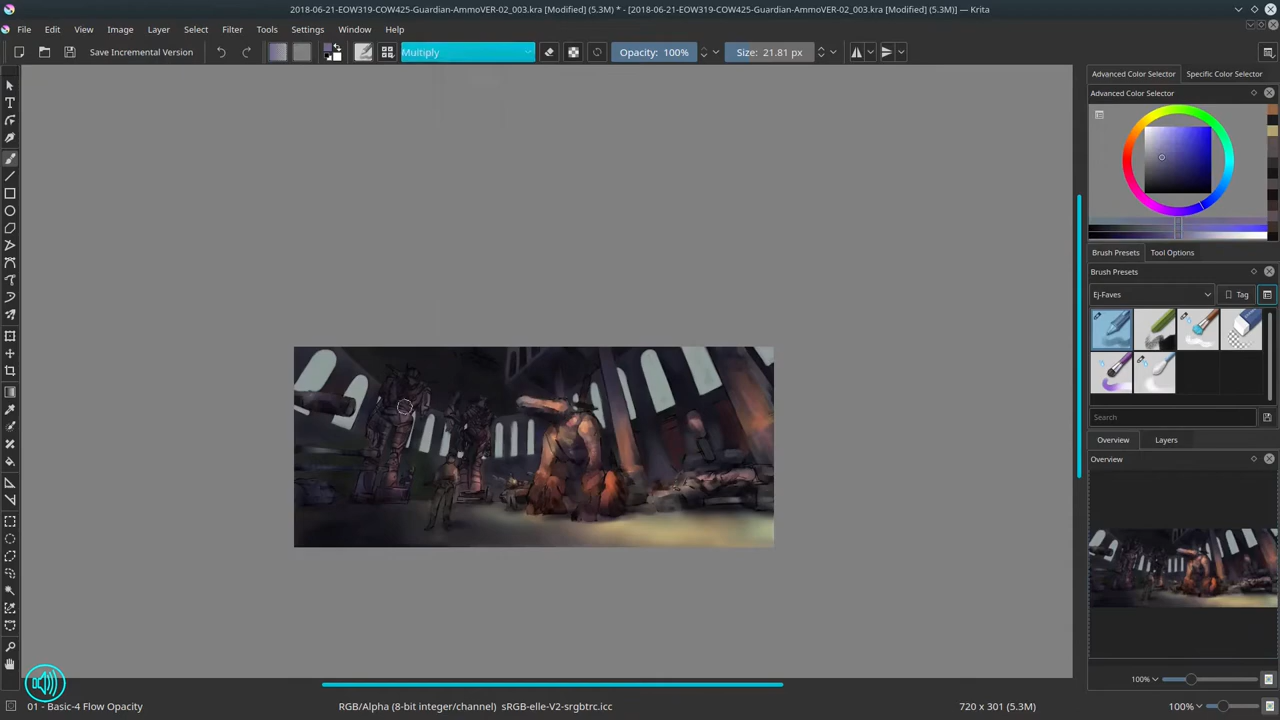 2018-06-21-EOW319-COW425-Guardian-AmmoVER-02_003.kra [Modified] (5.3M) * - [2018-06-21-EOW319-COW425-Guardian-AmmoVER-02_003.kra [Modified] (5.3M)] — Krita
File Edit View Image Layer Select Filter Tools Settings Window Help
Save Incremental Version Multiply Opacity: 100% Size: 21.81 px
Advanced Color Selector Specific Color Selector
Advanced Color Selector
Brush Presets Tool Options
Brush Presets
Ej-Faves Tag
Search
Overview Layers
Overview
100%
01 - Basic-4 Flow Opacity RGB/Alpha (8-bit integer/channel) sRGB-elle-V2-srgbtrc.icc 720 x 301 (5.3M) 100%